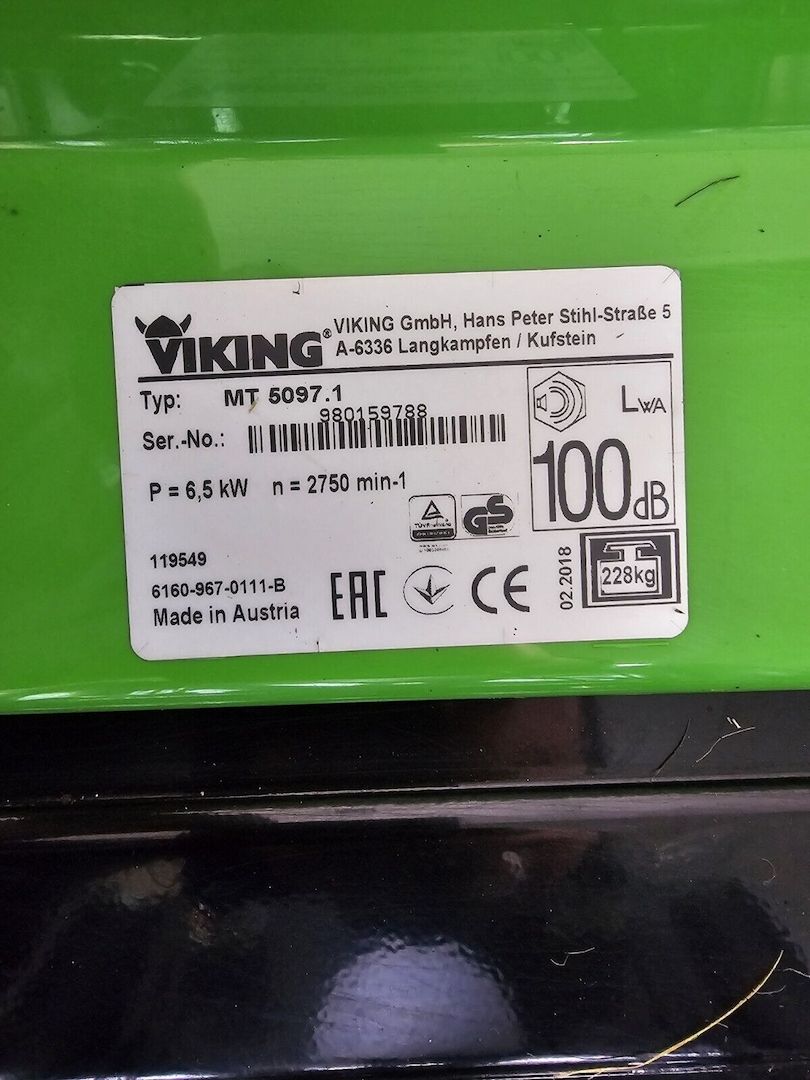 VIKING®
VIKING GmbH, Hans Peter Stihl-Straße 5
A-6336 Langkampfen / Kufstein
Typ: MT 5097.1
980159788
Ser.-No.:
P = 6,5 kW n = 2750 min-1
LWA
100dB
GS
119549
6160-967-0111-B
Made in Austria
EAC
CE
02.2018
228kg